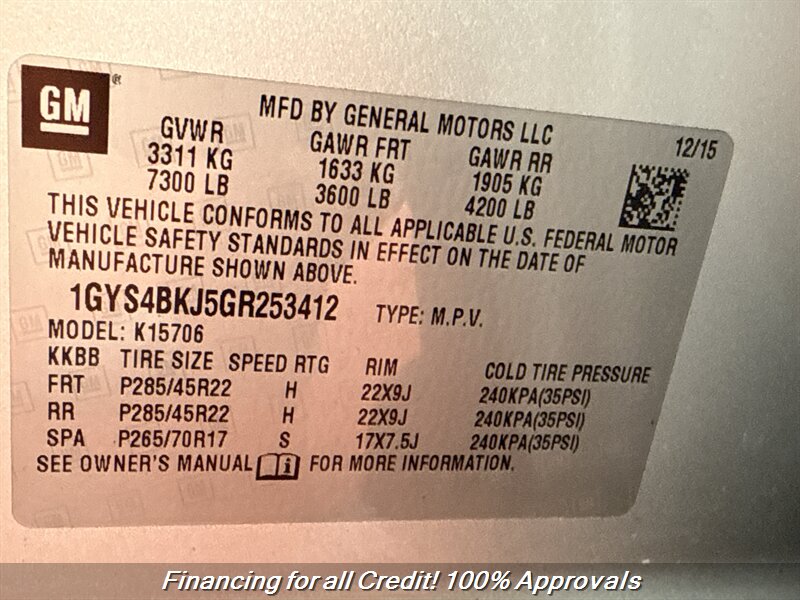 GM ®
MFD BY GENERAL MOTORS LLC
12/15
GVWR GAWR FRT GAWR RR
3311 KG 1633 KG 1905 KG
7300 LB 3600 LB 4200 LB
THIS VEHICLE CONFORMS TO ALL APPLICABLE U.S. FEDERAL MOTOR
VEHICLE SAFETY STANDARDS IN EFFECT ON THE DATE OF
MANUFACTURE SHOWN ABOVE.
1GYS4BKJ5GR253412 TYPE: M.P.V.
MODEL: K15706
KKBB TIRE SIZE SPEED RTG RIM COLD TIRE PRESSURE
FRT P285/45R22 H 22X9J 240KPA(35PSI)
RR P285/45R22 H 22X9J 240KPA(35PSI)
SPA P265/70R17 S 17X7.5J 240KPA(35PSI)
SEE OWNER'S MANUAL i FOR MORE INFORMATION.
Financing for all Credit! 100% Approvals